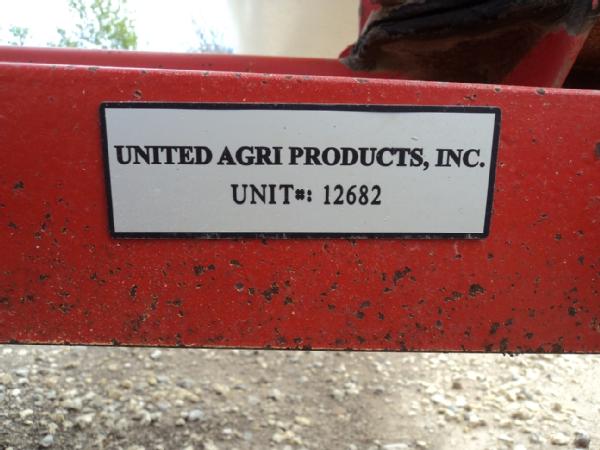 UNITED AGRI PRODUCTS, INC.
UNIT#: 12682